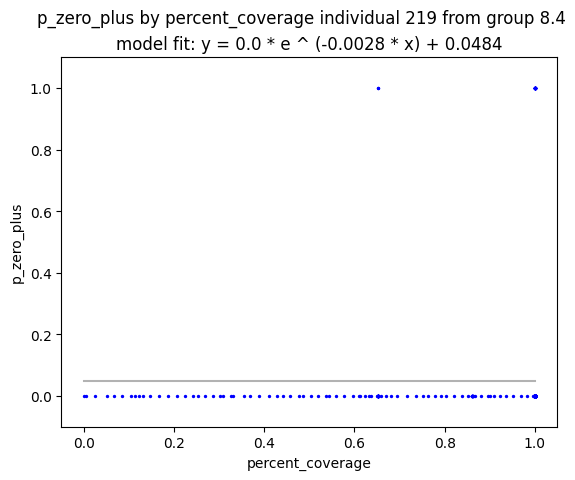 p_zero_plus by percent_coverage individual 219 from group 8.4
model fit: y = 0.0 * e ^ (-0.0028 * x) + 0.0484
1.0
0.8
0.6
0.4
0.2
0.0
p_zero_plus
0.0 0.2 0.4 0.6 0.8 1.0
percent_coverage